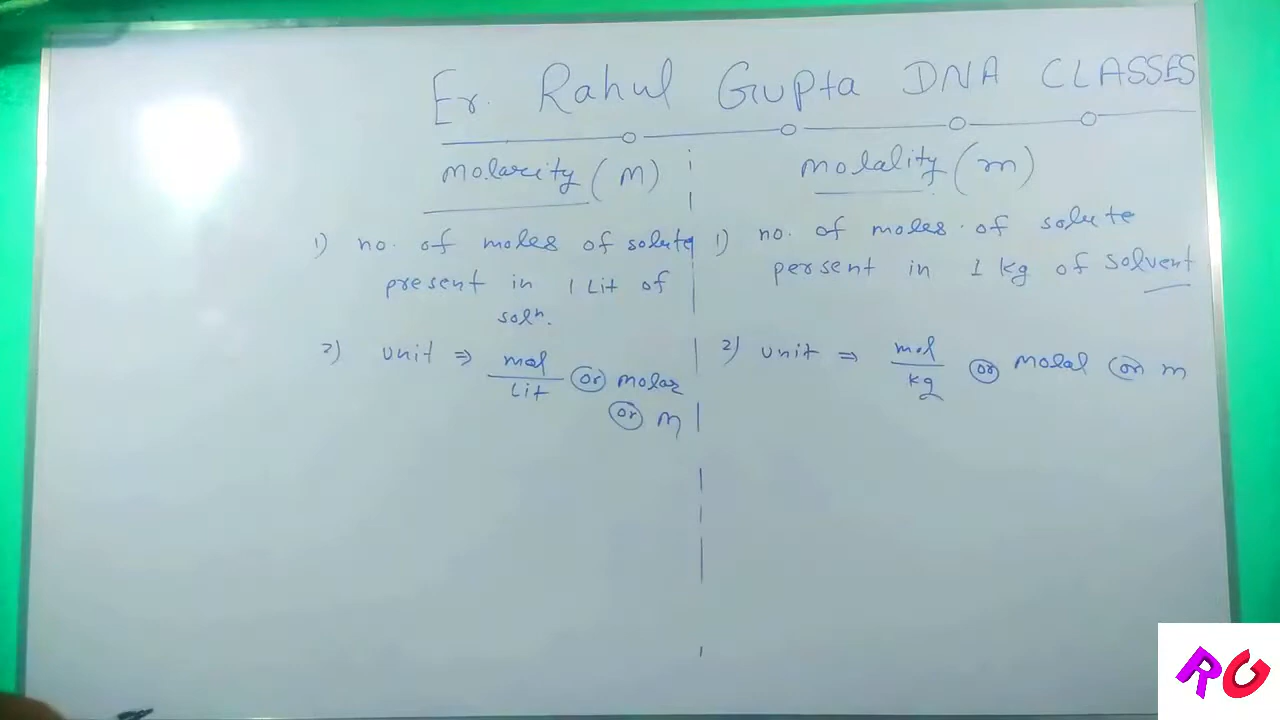 Er. Rahul Gupta DNA CLASSES
Molarity (M)
1) no. of moles of solute
present in 1 Lit of
solⁿ.
2) unit ⇒ mol/Lit or molar
or M
Molality (m)
1) no. of moles of solute
persent in 1 kg of solvent
2) unit ⇒ mol/kg or molal or m
RG